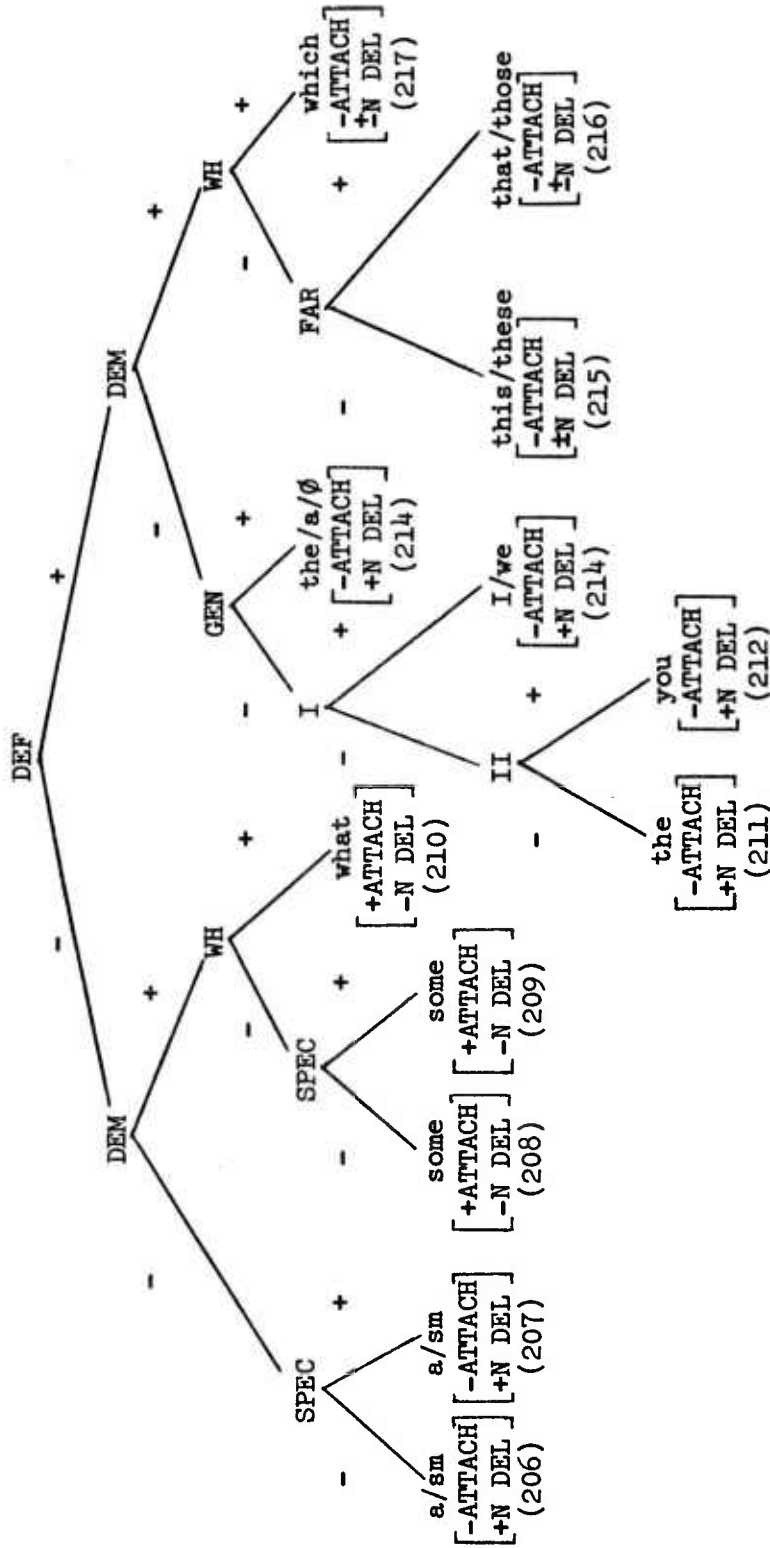 DEF
- +
DEM DEM
- + - +
SPEC WH GEN WH
- + - + - + - +
a/sm
[-ATTACH]
[+N DEL]
(206)
a/sm
[-ATTACH]
[+N DEL]
(207)
SPEC
- +
some
[+ATTACH]
[-N DEL]
(208)
some
[+ATTACH]
[-N DEL]
(209)
what
[+ATTACH]
[-N DEL]
(210)
I
- +
the/a/Ø
[-ATTACH]
[+N DEL]
(214)
II
- +
the
[-ATTACH]
[+N DEL]
(211)
you
[-ATTACH]
[+N DEL]
(212)
I/we
[-ATTACH]
[+N DEL]
(214)
FAR
- +
this/these
[-ATTACH]
[±N DEL]
(215)
that/those
[-ATTACH]
[±N DEL]
(216)
which
[-ATTACH]
[±N DEL]
(217)